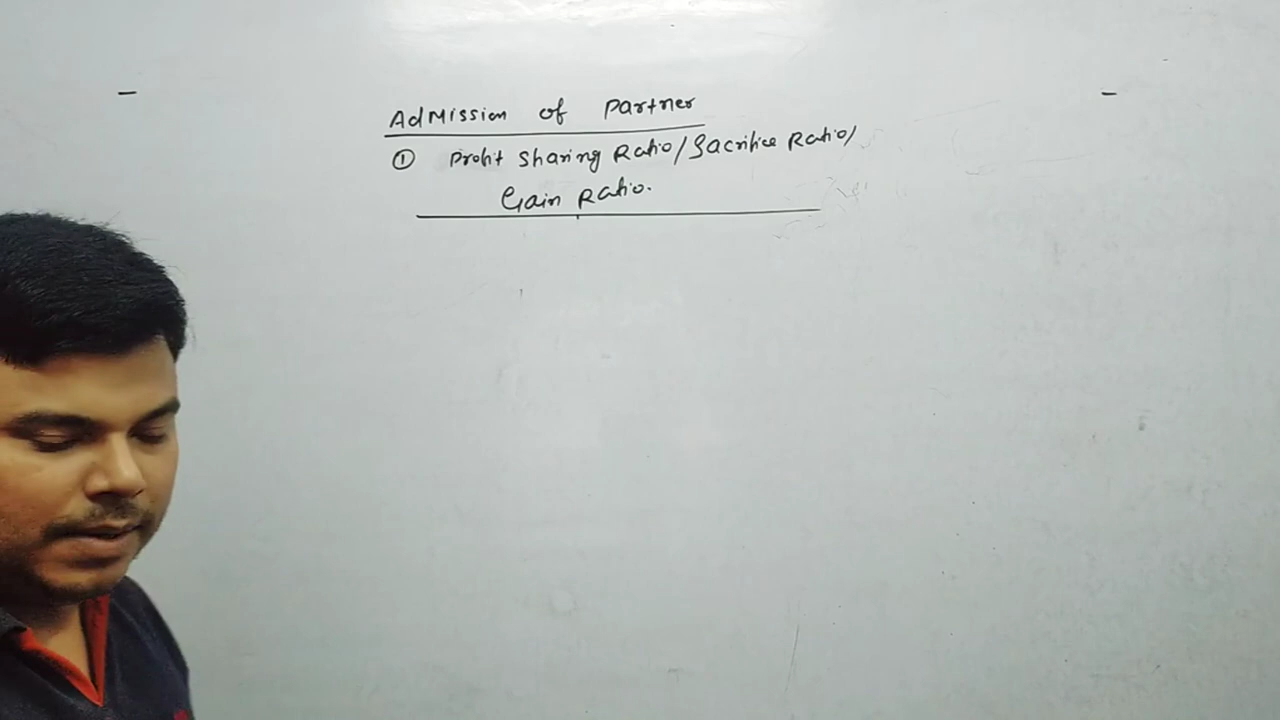 Admission of Partner
① Profit Sharing Ratio/Sacrifice Ratio/
Gain Ratio.